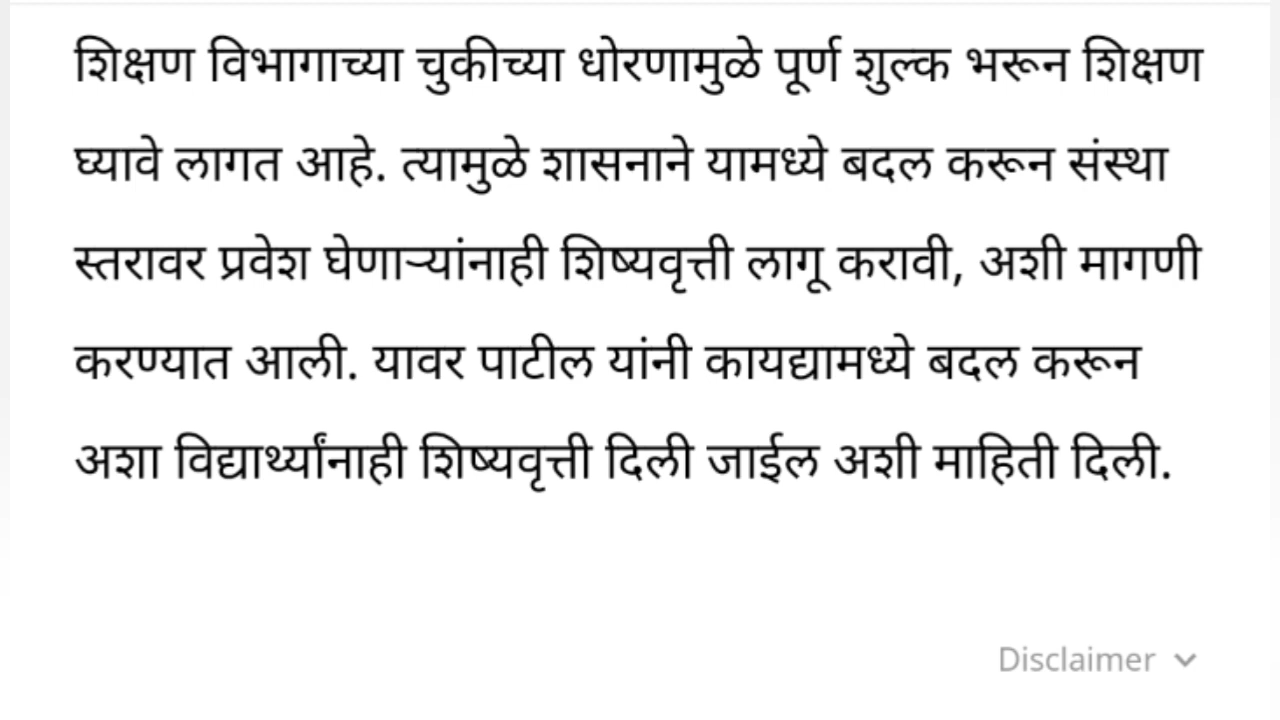 शिक्षण विभागाच्या चुकीच्या धोरणामुळे पूर्ण शुल्क भरून शिक्षण
घ्यावे लागत आहे. त्यामुळे शासनाने यामध्ये बदल करून संस्था
स्तरावर प्रवेश घेणाऱ्यांनाही शिष्यवृत्ती लागू करावी, अशी मागणी
करण्यात आली. यावर पाटील यांनी कायद्यामध्ये बदल करून
अशा विद्यार्थ्यांनाही शिष्यवृत्ती दिली जाईल अशी माहिती दिली.
Disclaimer